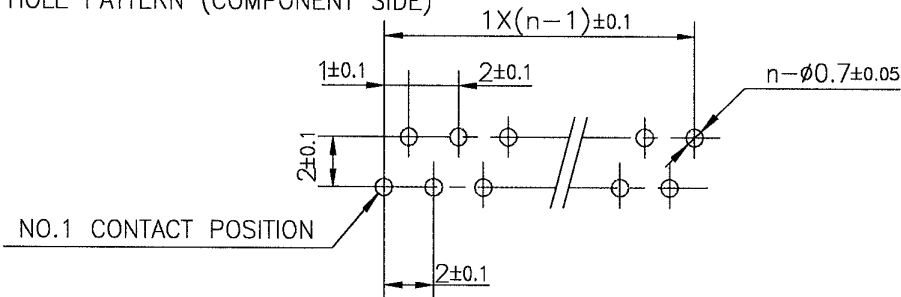 HOLE PATTERN (COMPONENT SIDE)
1X(n-1)±0.1
1±0.1
2±0.1
n-ø0.7±0.05
2±0.1
NO.1 CONTACT POSITION
2±0.1